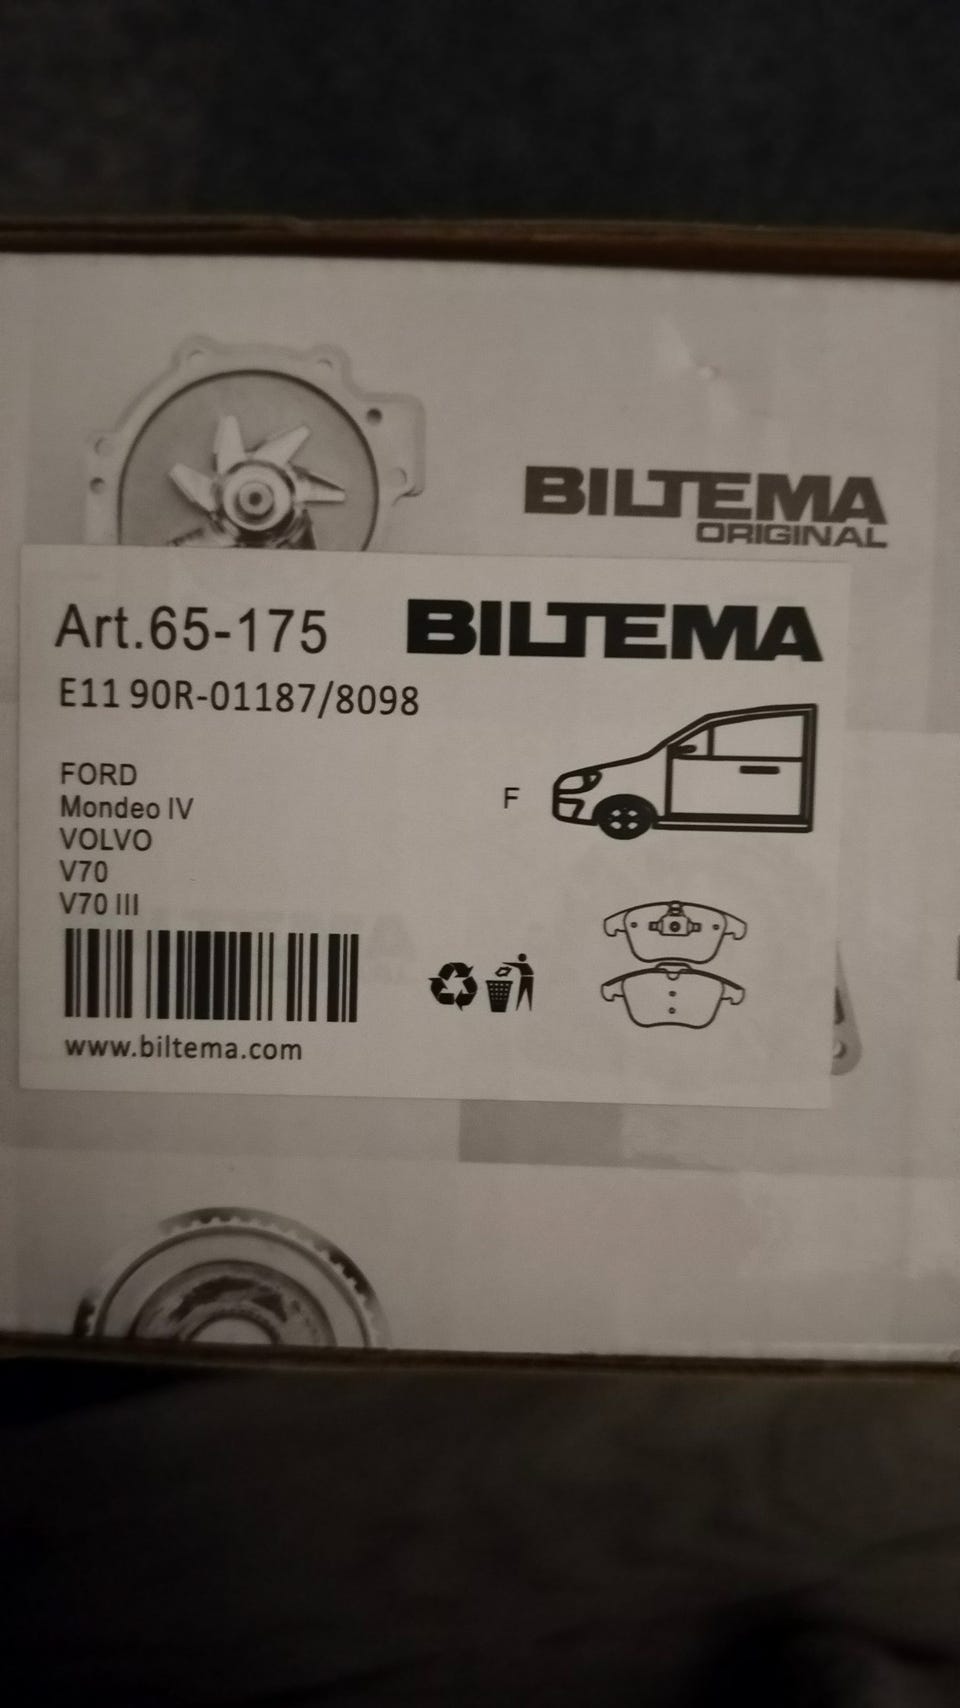 BILTEMA
ORIGINAL
Art.65-175 BILTEMA
E11 90R-01187/8098
F
FORD
Mondeo IV
VOLVO
V70
V70 III
www.biltema.com